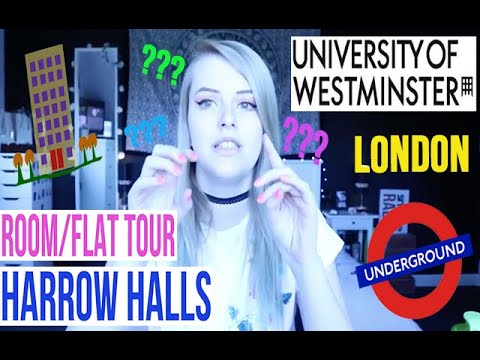 ???
UNIVERSITY OF
WESTMINSTER
???
???
LONDON
ROOM/FLAT TOUR
UNDERGROUND
HARROW HALLS